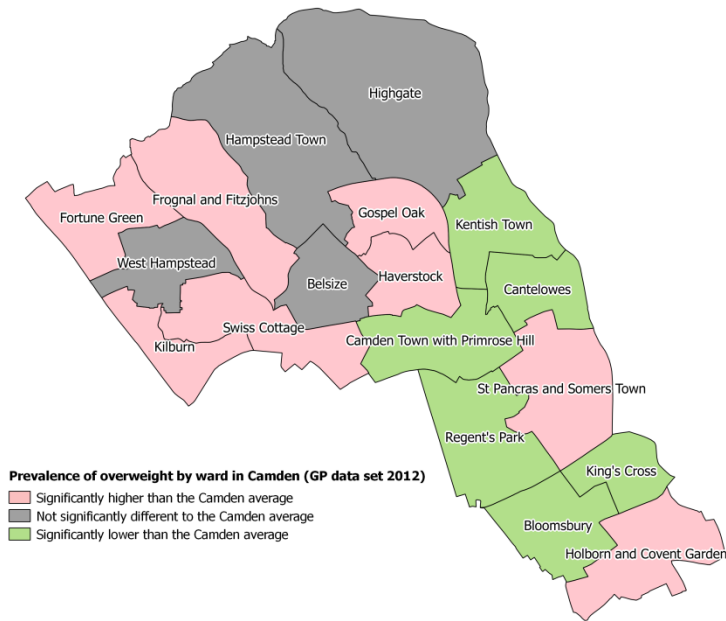 Highgate
Hampstead Town
Frognal and Fitzjohns
Gospel Oak
Fortune Green
Kentish Town
West Hampstead
Haverstock
Belsize
Cantelowes
Swiss Cottage
Camden Town with Primrose Hill
Kilburn
St Pancras and Somers Town
Regent's Park
King's Cross
Bloomsbury
Holborn and Covent Garden
Prevalence of overweight by ward in Camden (GP data set 2012)
Significantly higher than the Camden average
Not significantly different to the Camden average
Significantly lower than the Camden average